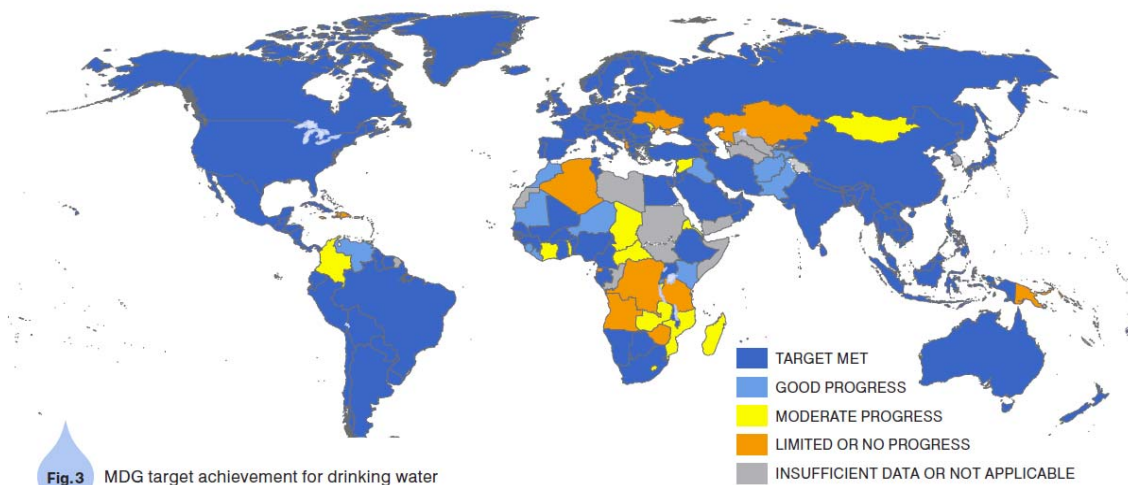 TARGET MET
GOOD PROGRESS
MODERATE PROGRESS
LIMITED OR NO PROGRESS
INSUFFICIENT DATA OR NOT APPLICABLE
Fig.3 MDG target achievement for drinking water